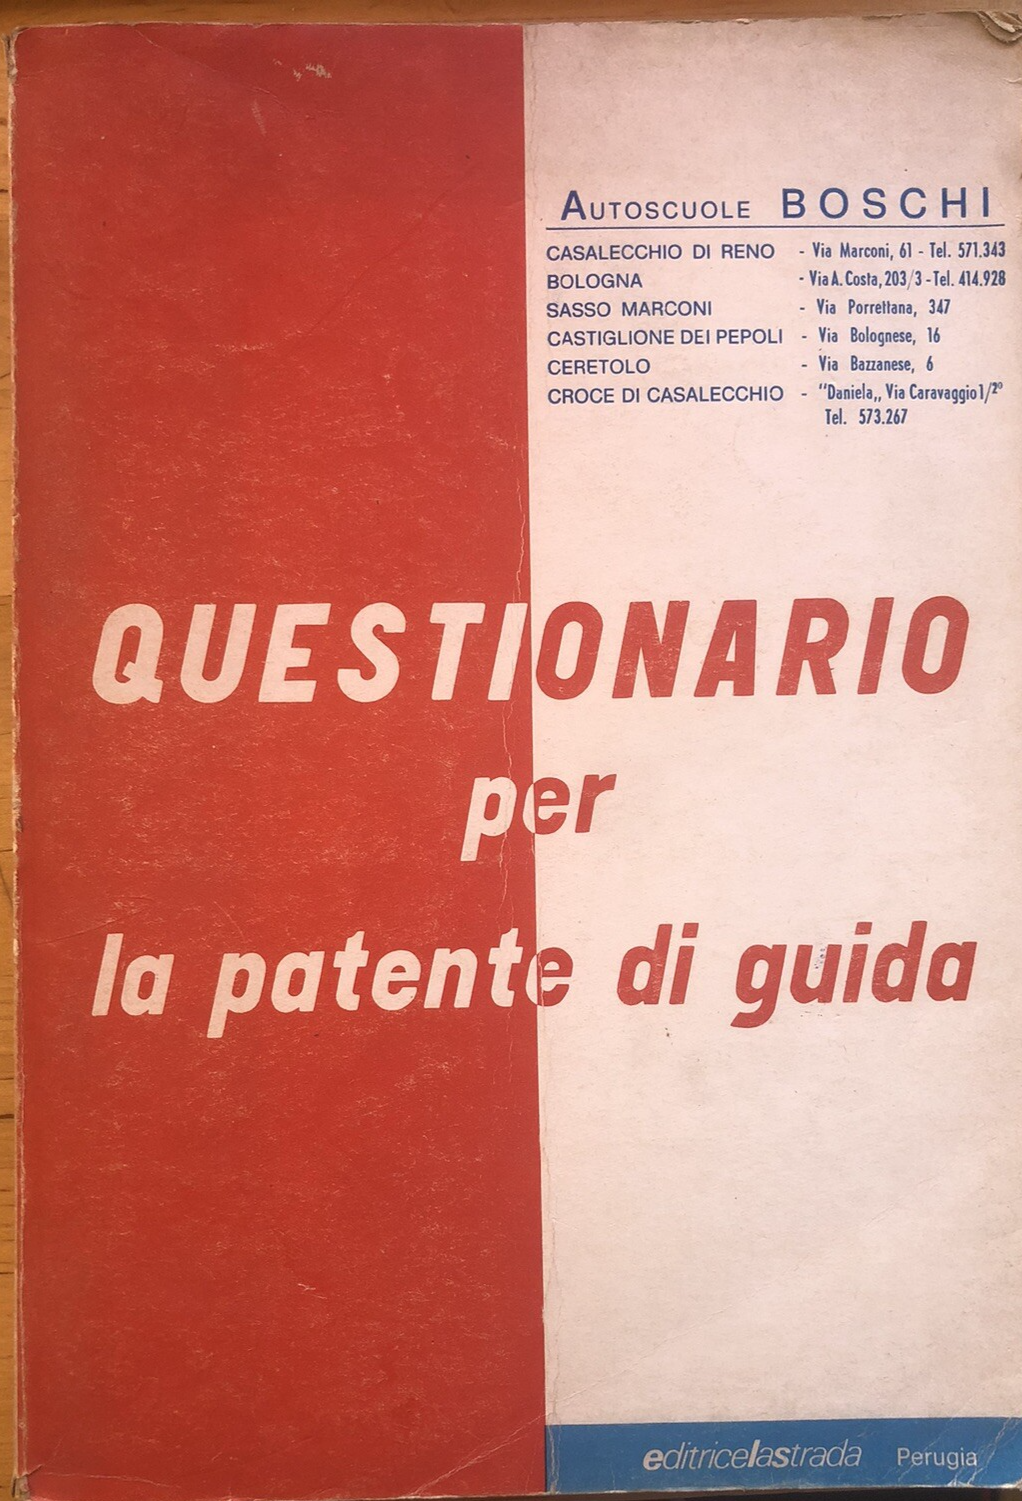 AUTOSCUOLE BOSCHI
CASALECCHIO DI RENO - Via Marconi, 61 - Tel. 571.343
BOLOGNA - Via A. Costa, 203/3 - Tel. 414.928
SASSO MARCONI - Via Porrettana, 347
CASTIGLIONE DEI PEPOLI - Via Bolognese, 16
CERETOLO - Via Bazzanese, 6
CROCE DI CASALECCHIO - "Daniela„ Via Caravaggio 1/2°
Tel. 573.267
QUESTIONARIO
per
la patente di guida
editricelastrada Perugia